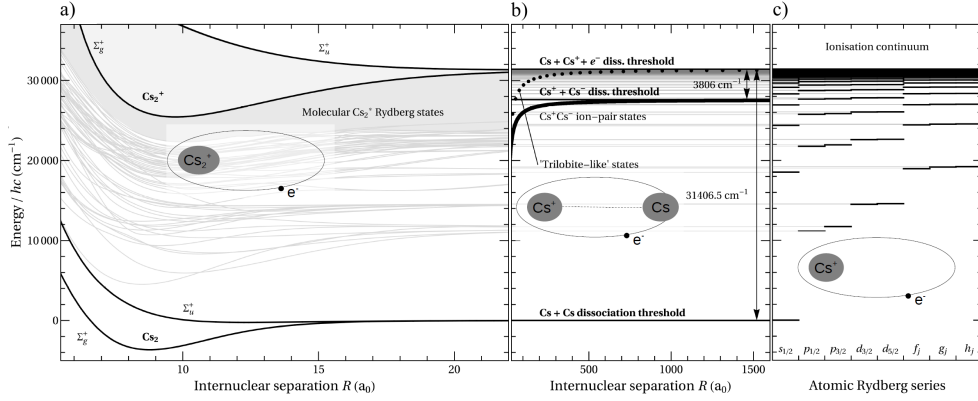 a)
b)
c)
Energy / hc (cm⁻¹)
30000
20000
10000
0
Σg⁺
Σu⁺
Cs₂⁺
Molecular Cs₂⁺ Rydberg states
Cs₂⁺
e⁻
Σu⁺
Cs₂
Σg⁺
10
15
20
Internuclear separation R (a₀)
Cs + Cs⁺ + e⁻ diss. threshold
3806 cm⁻¹
Cs⁺ + Cs⁻ diss. threshold
Cs⁺Cs⁻ ion−pair states
'Trilobite−like' states
31406.5 cm⁻¹
Cs⁺
Cs
e⁻
Cs + Cs dissociation threshold
0
500
1000
1500
Internuclear separation R (a₀)
Ionisation continuum
Cs⁺
e⁻
s1/2 p1/2 p3/2 d3/2 d5/2 fj gj hj
Atomic Rydberg series